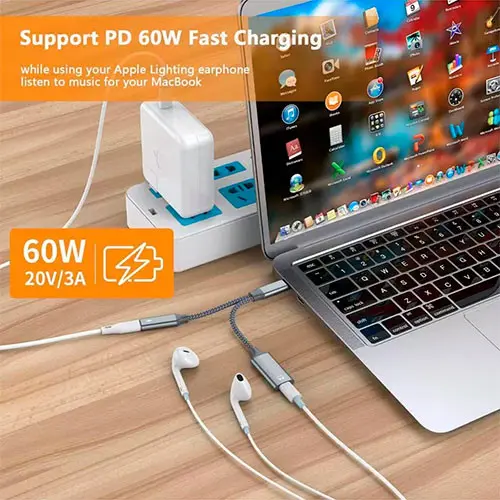 Support PD 60W Fast Charging
while using your Apple Lighting earphone
listen to music for your MacBook
60W
20V/3A